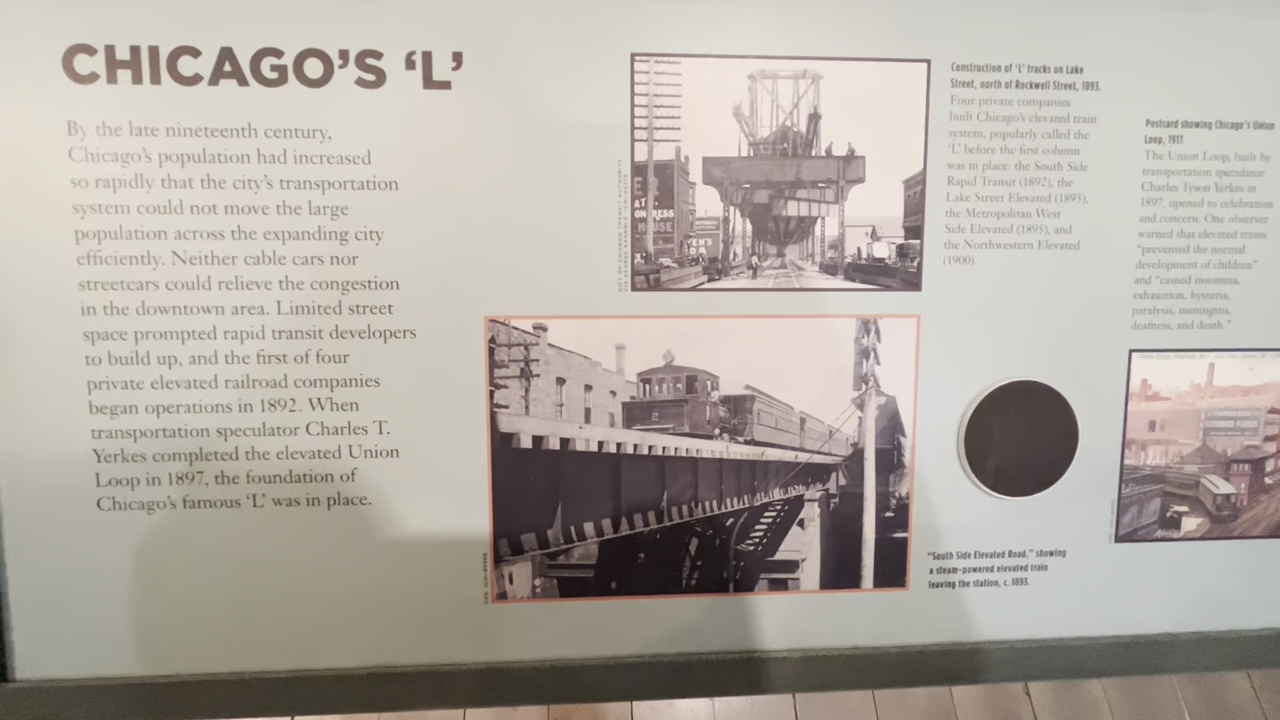 CHICAGO'S 'L'
By the late nineteenth century,
Chicago's population had increased
so rapidly that the city's transportation
system could not move the large
population across the expanding city
efficiently. Neither cable cars nor
streetcars could relieve the congestion
in the downtown area. Limited street
space prompted rapid transit developers
to build up, and the first of four
private elevated railroad companies
began operations in 1892. When
transportation speculator Charles T.
Yerkes completed the elevated Union
Loop in 1897, the foundation of
Chicago's famous 'L' was in place.
Construction of 'L' tracks on Lake
Street, north of Rockwell Street, 1893.
Four private companies
built Chicago's elevated train
system, popularly called the
'L' before the first column
was in place: the South Side
Rapid Transit (1892), the
Lake Street Elevated (1893),
the Metropolitan West
Side Elevated (1895), and
the Northwestern Elevated
(1900).
"South Side Elevated Road," showing
a steam-powered elevated train
leaving the station, c. 1893.
2
Postcard showing Chicago's Union
Loop, 1917.
The Union Loop, built by
transportation speculator
Charles Tyson Yerkes in
1897, opened to celebration
and concern. One observer
warned that elevated trains
"prevented the normal
development of children"
and "caused insomnia,
exhaustion, hysteria,
paralysis, meningitis,
deafness, and death."